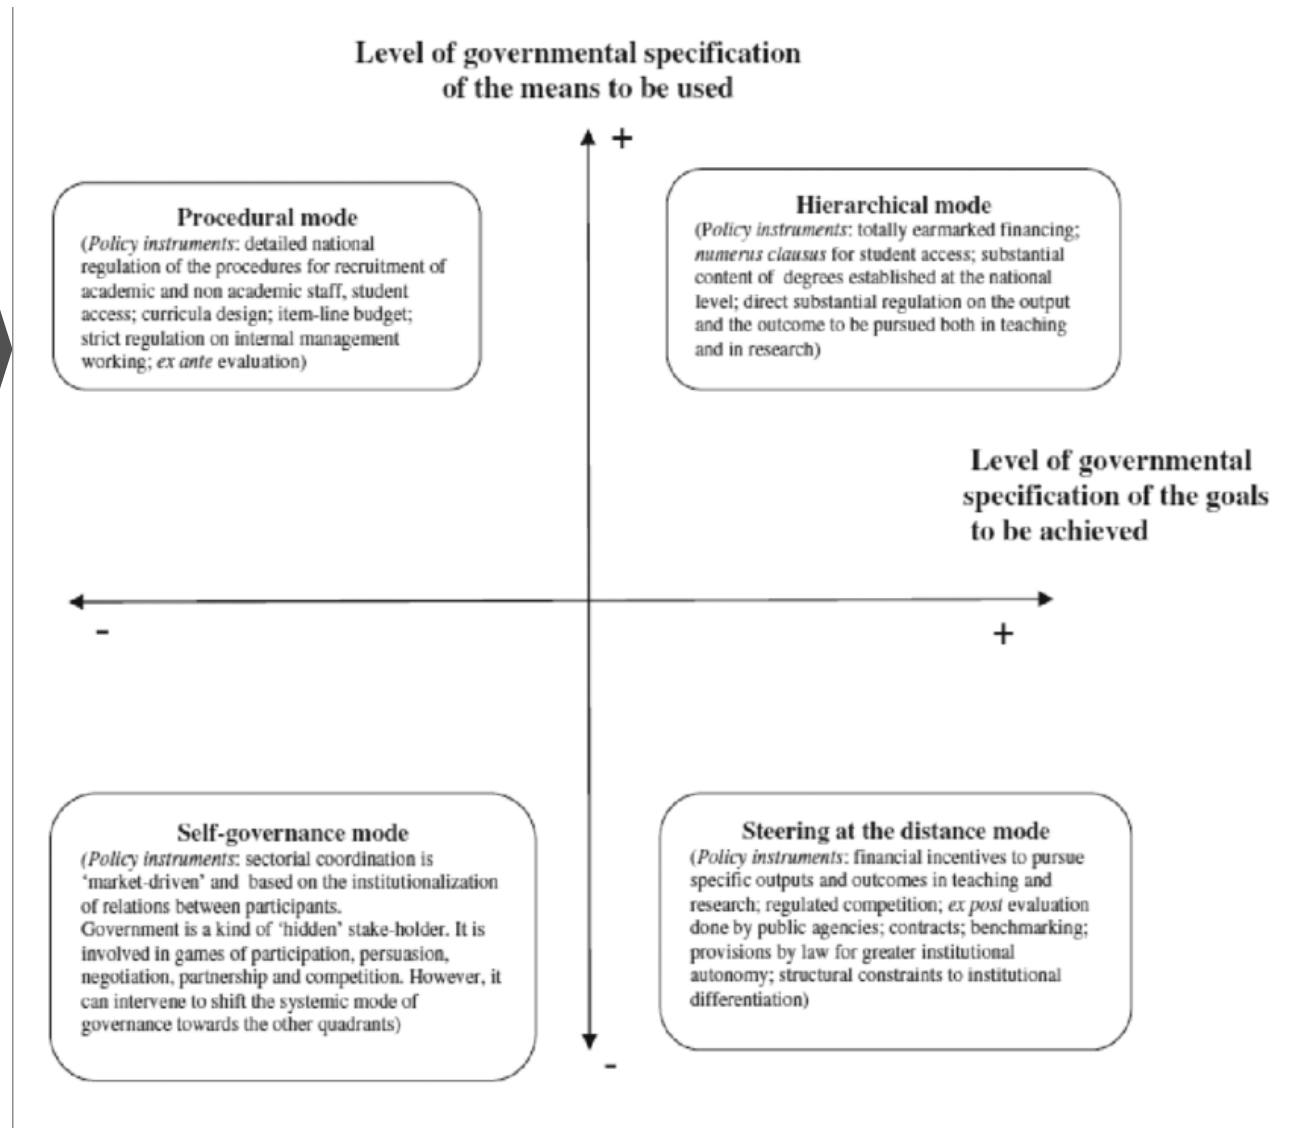 Level of governmental specification
of the means to be used
+
Procedural mode
(Policy instruments: detailed national
regulation of the procedures for recruitment of
academic and non academic staff, student
access; curricula design; item-line budget;
strict regulation on internal management
working; ex ante evaluation)
Hierarchical mode
(Policy instruments: totally earmarked financing;
numerus clausus for student access; substantial
content of degrees established at the national
level; direct substantial regulation on the output
and the outcome to be pursued both in teaching
and in research)
Level of governmental
specification of the goals
to be achieved
-
+
Self-governance mode
(Policy instruments: sectorial coordination is
‘market-driven’ and based on the institutionalization
of relations between participants.
Government is a kind of ‘hidden’ stake-holder. It is
involved in games of participation, persuasion,
negotiation, partnership and competition. However, it
can intervene to shift the systemic mode of
governance towards the other quadrants)
Steering at the distance mode
(Policy instruments: financial incentives to pursue
specific outputs and outcomes in teaching and
research; regulated competition; ex post evaluation
done by public agencies; contracts; benchmarking;
provisions by law for greater institutional
autonomy; structural constraints to institutional
differentiation)
-